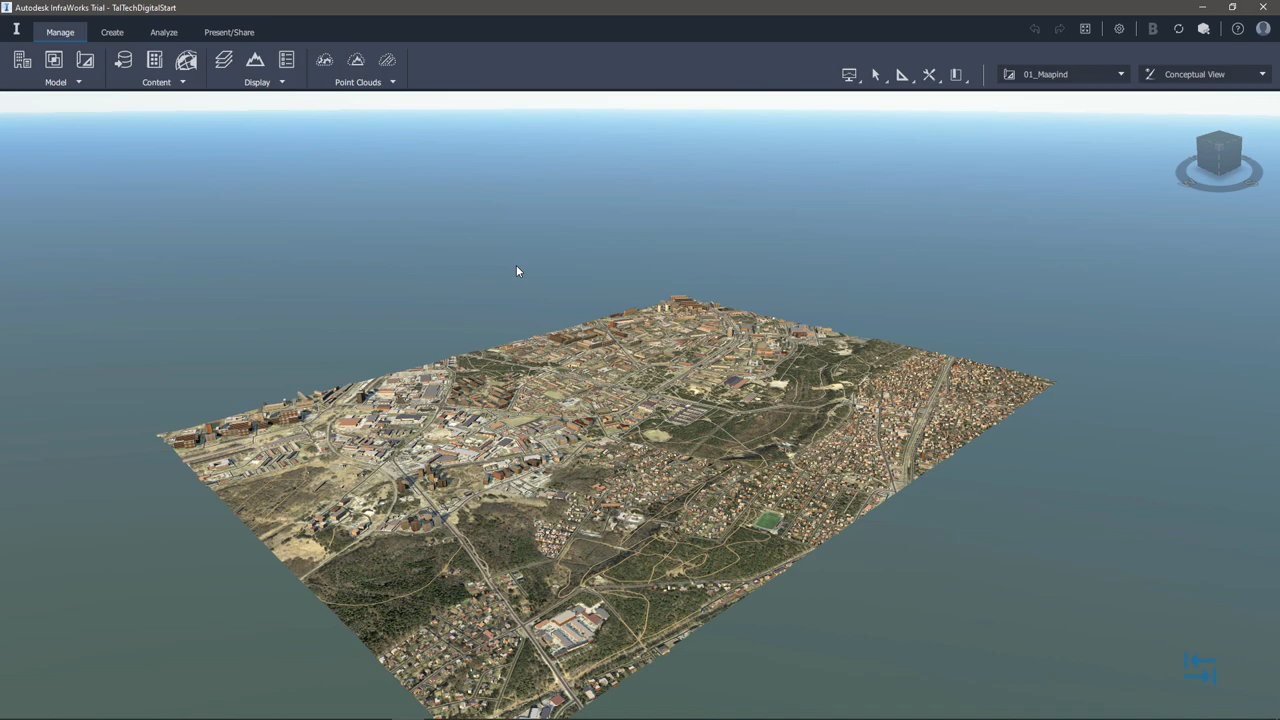 Autodesk InfraWorks Trial - TalTechDigitalStart
Manage
Create
Analyze
Present/Share
Model
Content
Display
Point Clouds
01_Maapind
Conceptual View